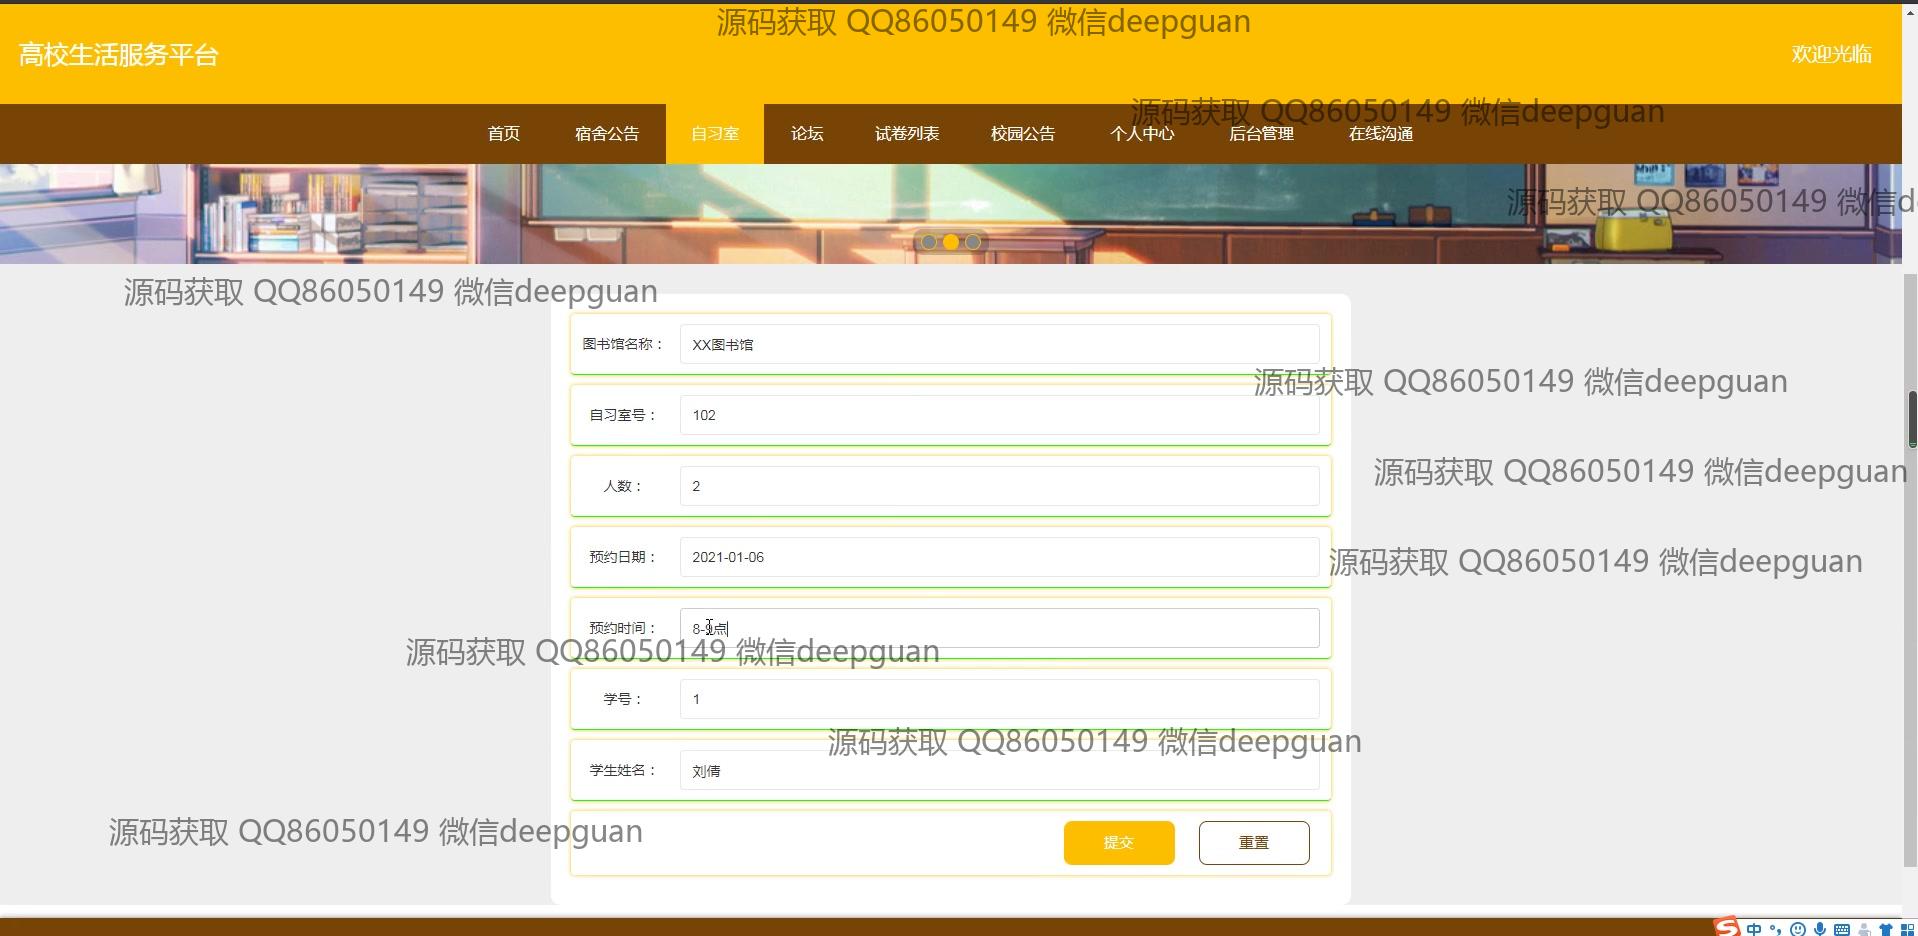 源码获取 QQ86050149 微信deepguan
高校生活服务平台
欢迎光临
源码获取 QQ86050149 微信deepguan
首页 宿舍公告 自习室 论坛 试卷列表 校园公告 个人中心 后台管理 在线沟通
源码获取 QQ86050149 微信d
源码获取 QQ86050149 微信deepguan
图书馆名称： XX图书馆
源码获取 QQ86050149 微信deepguan
自习室号： 102
源码获取 QQ86050149 微信deepguan
人数： 2
预约日期： 2021-01-06
源码获取 QQ86050149 微信deepguan
预约时间： 8-9点
源码获取 QQ86050149 微信deepguan
学号： 1
源码获取 QQ86050149 微信deepguan
学生姓名： 刘倩
源码获取 QQ86050149 微信deepguan
提交 重置
中